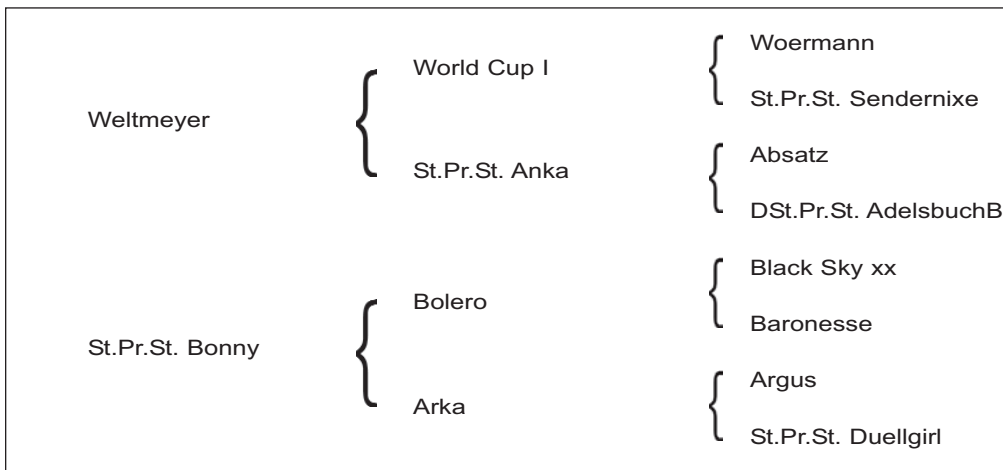 Woermann
World Cup I
St.Pr.St. Sendernixe
Weltmeyer
Absatz
St.Pr.St. Anka
DSt.Pr.St. AdelsbuchB
Black Sky xx
Bolero
Baronesse
St.Pr.St. Bonny
Argus
Arka
St.Pr.St. Duellgirl